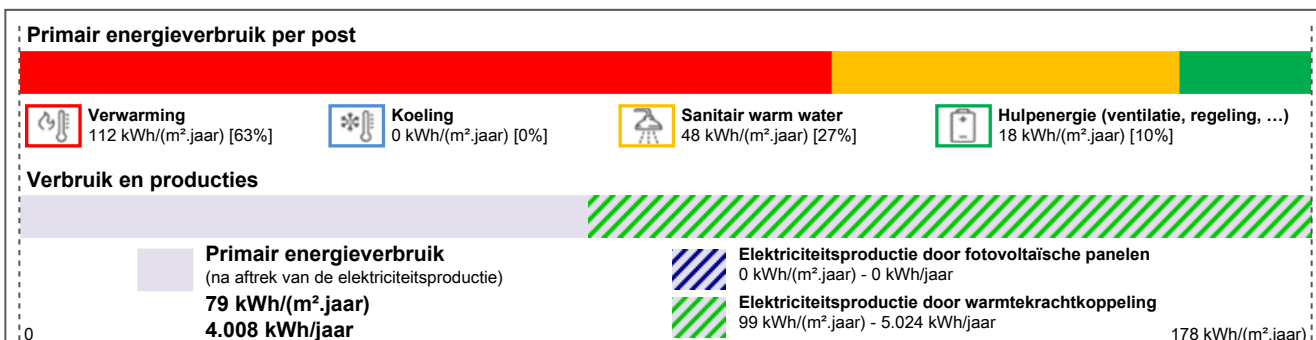 Primair energieverbruik per post
Verwarming
112 kWh/(m².jaar) [63%]
Koeling
0 kWh/(m².jaar) [0%]
Sanitair warm water
48 kWh/(m².jaar) [27%]
Hulpenergie (ventilatie, regeling, …)
18 kWh/(m².jaar) [10%]
Verbruik en producties
Primair energieverbruik
(na aftrek van de elektriciteitsproductie)
79 kWh/(m².jaar)
4.008 kWh/jaar
Elektriciteitsproductie door fotovoltaïsche panelen
0 kWh/(m².jaar) - 0 kWh/jaar
Elektriciteitsproductie door warmtekrachtkoppeling
99 kWh/(m².jaar) - 5.024 kWh/jaar
0
178 kWh/(m².jaar)